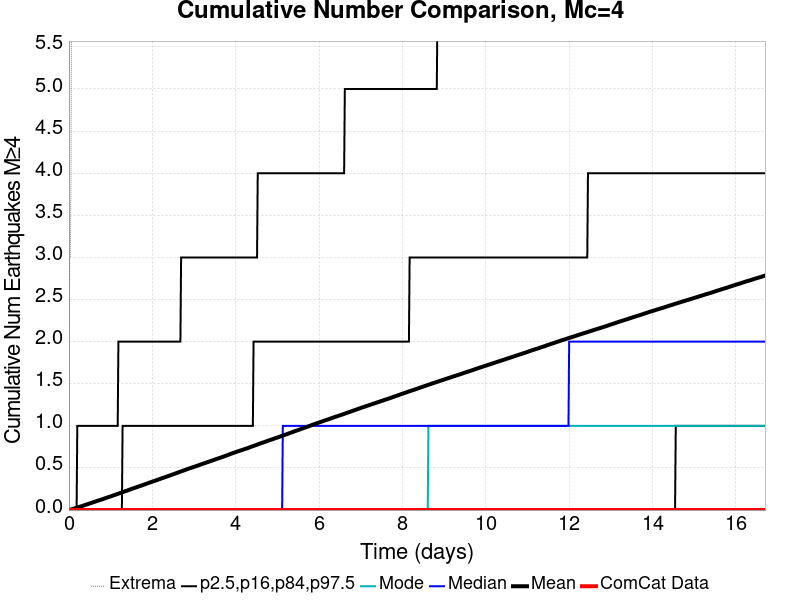 Cumulative Number Comparison, Mc=4
Cumulative Num Earthquakes M≥4
5.5
5.0
4.5
4.0
3.5
3.0
2.5
2.0
1.5
1.0
0.5
0.0
0 2 4 6 8 10 12 14 16
Time (days)
Extrema p2.5,p16,p84,p97.5 Mode Median Mean ComCat Data